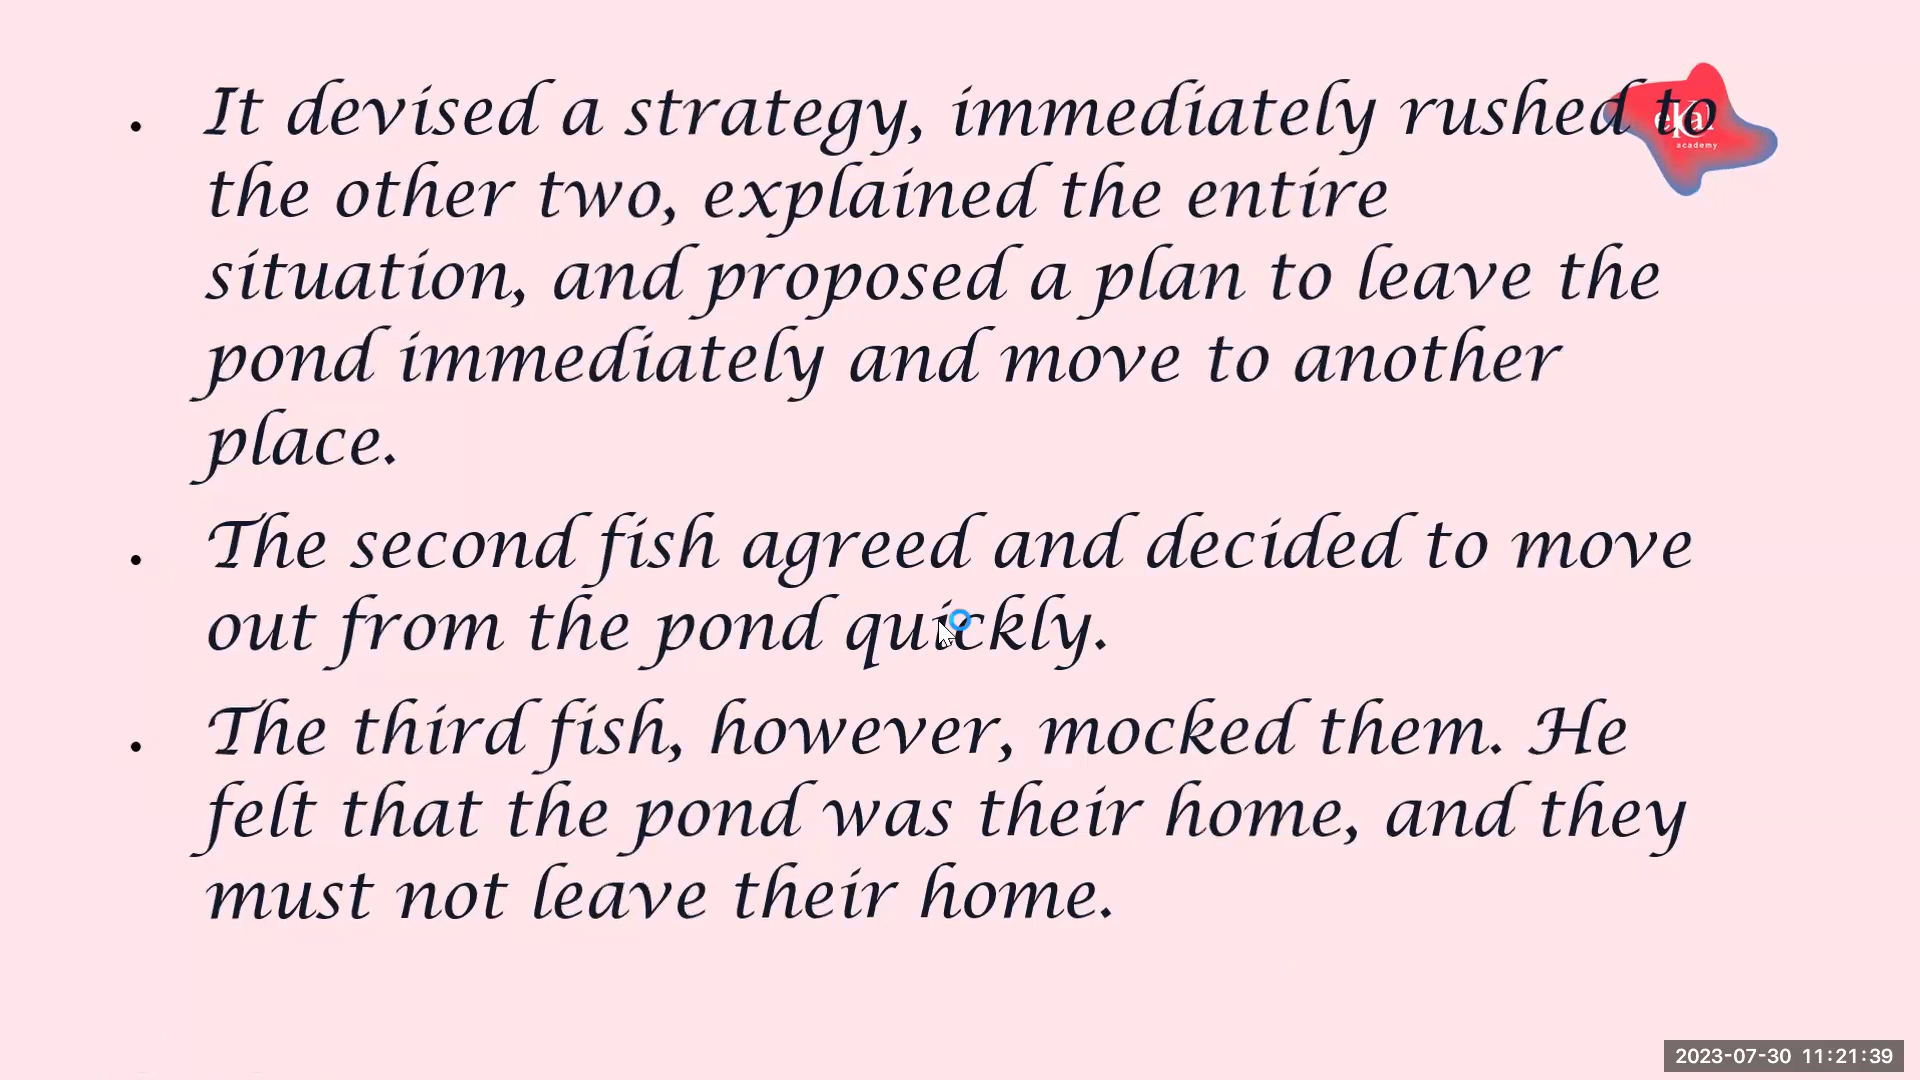 • It devised a strategy, immediately rushed to
the other two, explained the entire
situation, and proposed a plan to leave the
pond immediately and move to another
place.
• The second fish agreed and decided to move
out from the pond quickly.
• The third fish, however, mocked them. He
felt that the pond was their home, and they
must not leave their home.
eKal
academy
2023-07-30 11:21:39